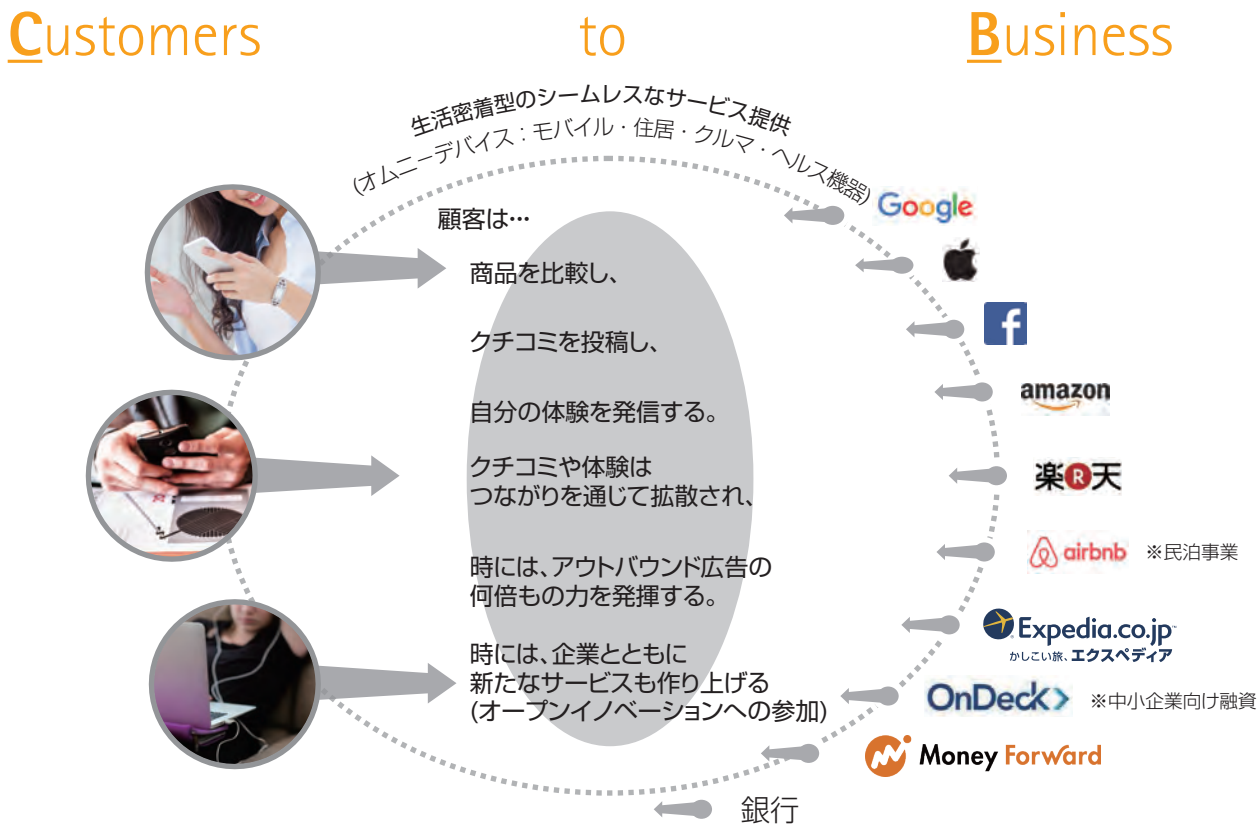 Customers to Business
生活密着型のシームレスなサービス提供
(オムニーデバイス：モバイル・住居・クルマ・ヘルス機器)
顧客は…
商品を比較し、
クチコミを投稿し、
自分の体験を発信する。
クチコミや体験は
つながりを通じて拡散され、
時には、アウトバウンド広告の
何倍もの力を発揮する。
時には、企業とともに
新たなサービスも作り上げる
(オープンイノベーションへの参加)
Google
f
amazon
楽R天
airbnb ※民泊事業
Expedia.co.jp™
かしこい旅、エクスペディア
OnDeck ※中小企業向け融資
Money Forward
銀行